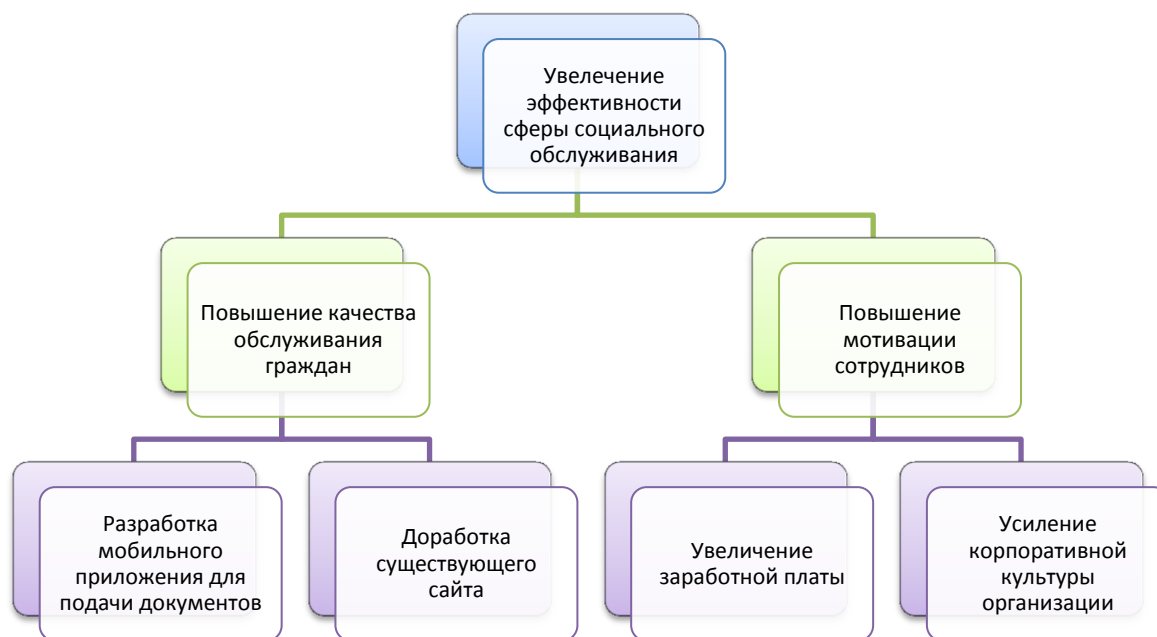 Увелечение
эффективности
сферы социального
обслуживания
Повышение качества
обслуживания
граждан
Повышение
мотивации
сотрудников
Разработка
мобильного
приложения для
подачи документов
Доработка
существующего
сайта
Увеличение
заработной платы
Усиление
корпоративной
культуры
организации